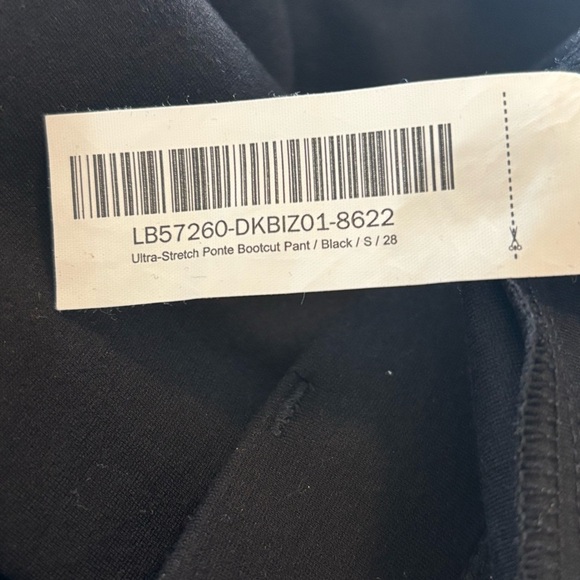 LB57260-DKBIZ01-8622
Ultra-Stretch Ponte Bootcut Pant / Black / S / 28